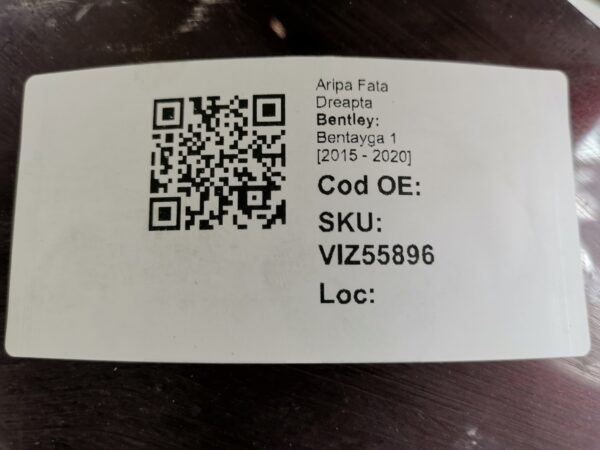 Aripa Fata
Dreapta
Bentley:
Bentayga 1
[2015 - 2020]
Cod OE:
SKU:
VIZ55896
Loc: